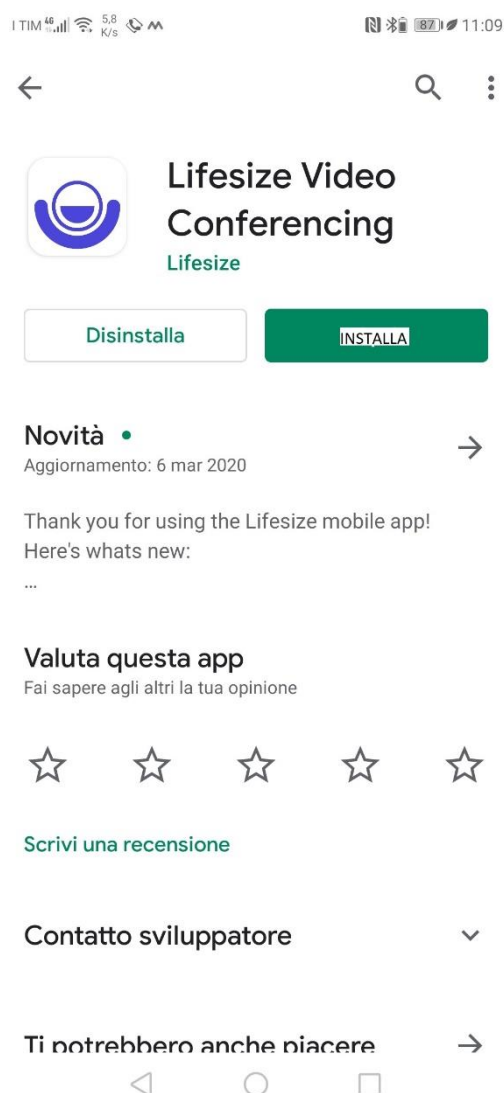 I TIM 4G 5,8 K/s 87 11:09
Lifesize Video
Conferencing
Lifesize
Disinstalla INSTALLA
Novità
Aggiornamento: 6 mar 2020
Thank you for using the Lifesize mobile app!
Here's whats new:
…
Valuta questa app
Fai sapere agli altri la tua opinione
Scrivi una recensione
Contatto sviluppatore
Ti potrebbero anche piacere